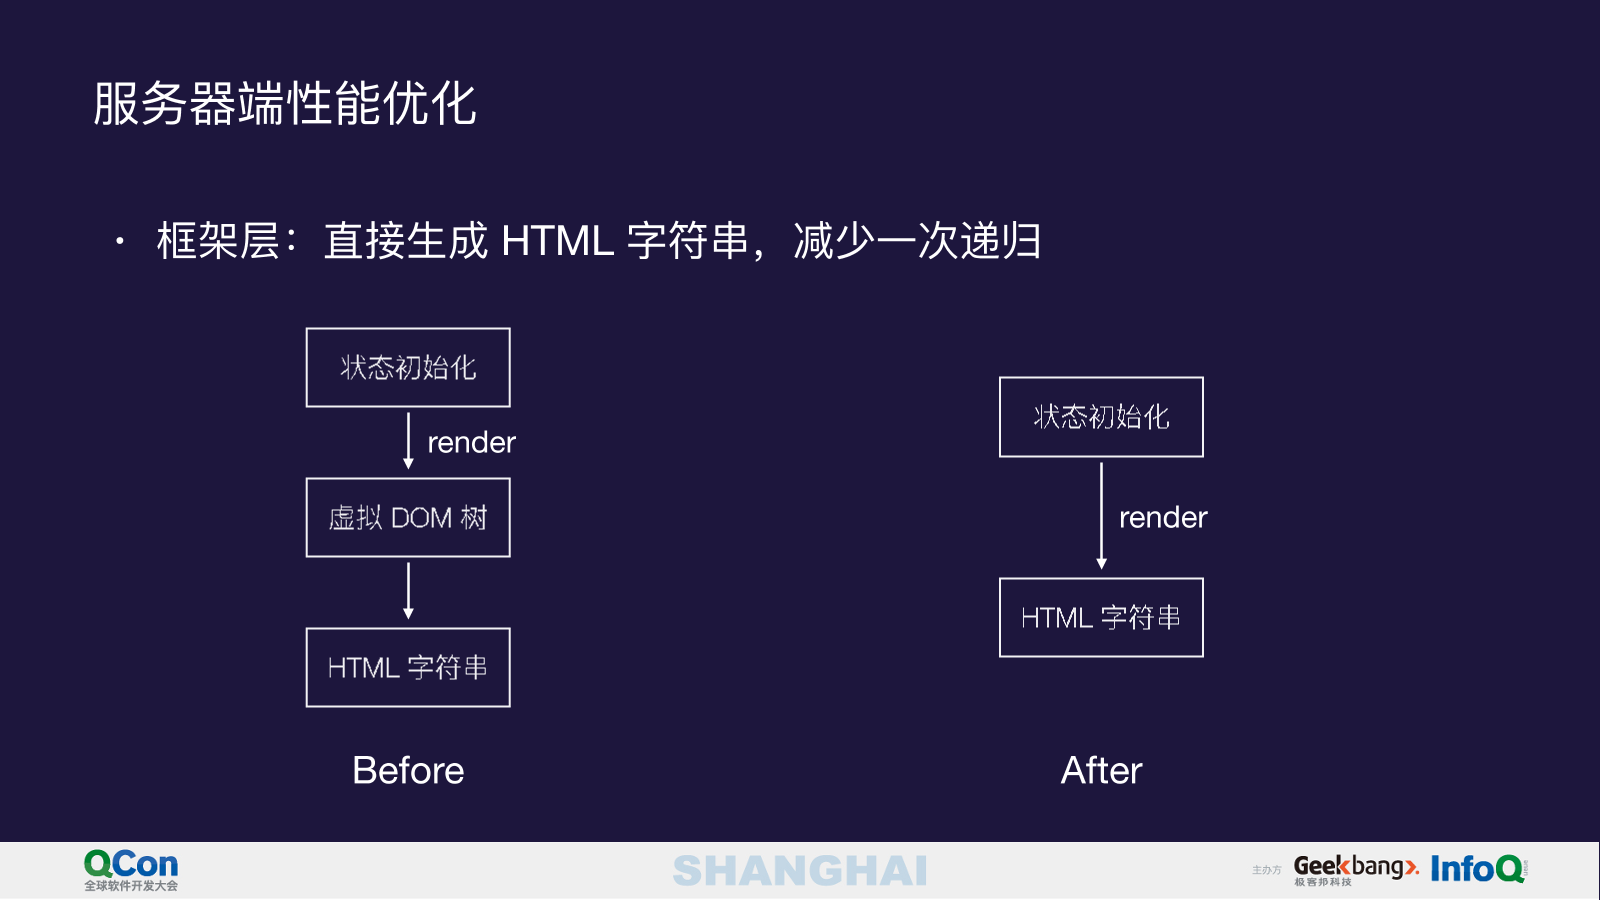 服务器端性能优化
• 框架层：直接生成 HTML 字符串，减少一次递归
状态初始化
render
虚拟 DOM 树
HTML 字符串
Before
状态初始化
render
HTML 字符串
After
QCon
全球软件开发大会
SHANGHAI
主办方
Geekbang>.
极客邦科技
InfoQ